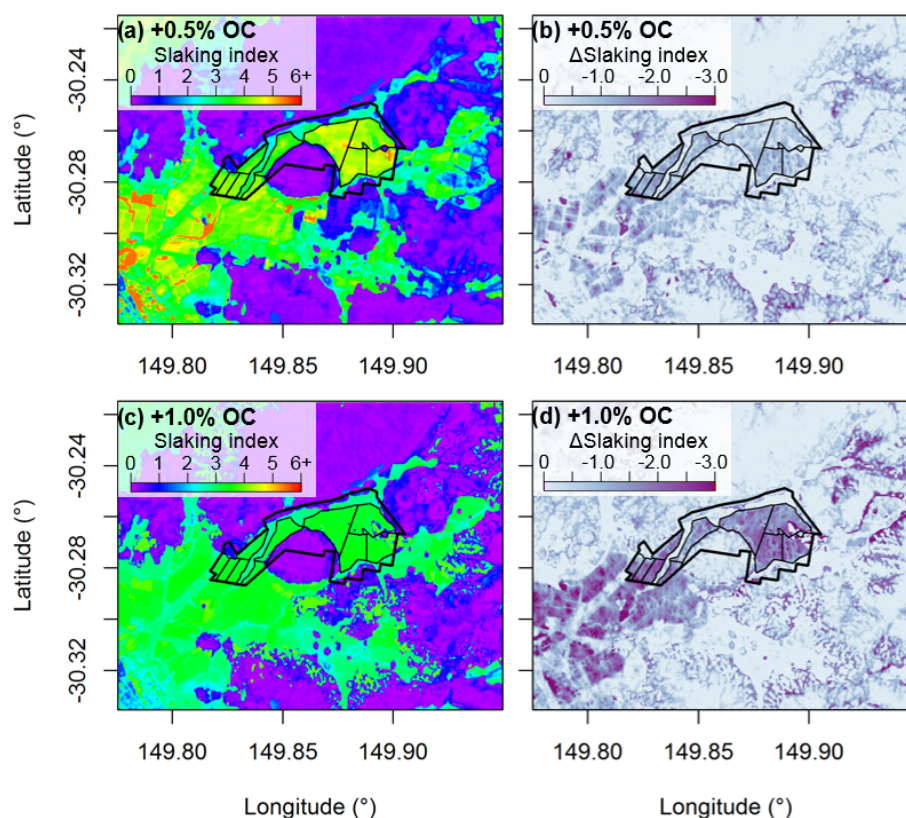 (a) +0.5% OC
Slaking index
0 1 2 3 4 5 6+
(b) +0.5% OC
ΔSlaking index
0 -1.0 -2.0 -3.0
Latitude (°)
-30.24
-30.28
-30.32
149.80 149.85 149.90
149.80 149.85 149.90
(c) +1.0% OC
Slaking index
0 1 2 3 4 5 6+
(d) +1.0% OC
ΔSlaking index
0 -1.0 -2.0 -3.0
Latitude (°)
-30.24
-30.28
-30.32
149.80 149.85 149.90
149.80 149.85 149.90
Longitude (°)
Longitude (°)